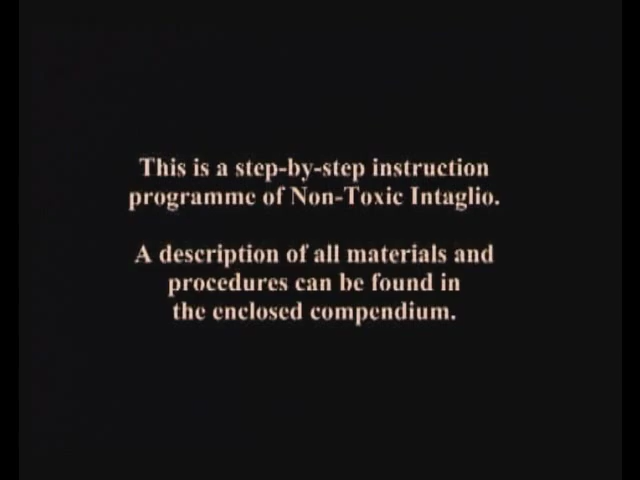 This is a step-by-step instruction
programme of Non-Toxic Intaglio.
A description of all materials and
procedures can be found in
the enclosed compendium.